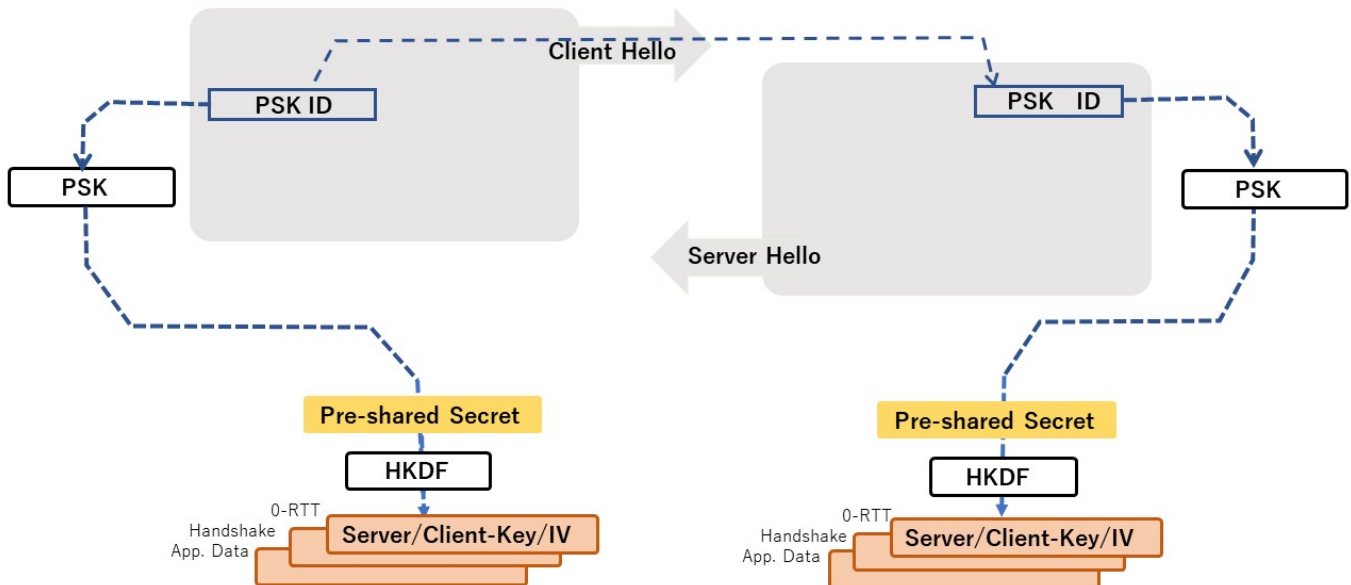 Client Hello
PSK ID
PSK ID
PSK
PSK
Server Hello
Pre-shared Secret
Pre-shared Secret
HKDF
HKDF
0-RTT
Handshake
App. Data
Server/Client-Key/IV
0-RTT
Handshake
App. Data
Server/Client-Key/IV